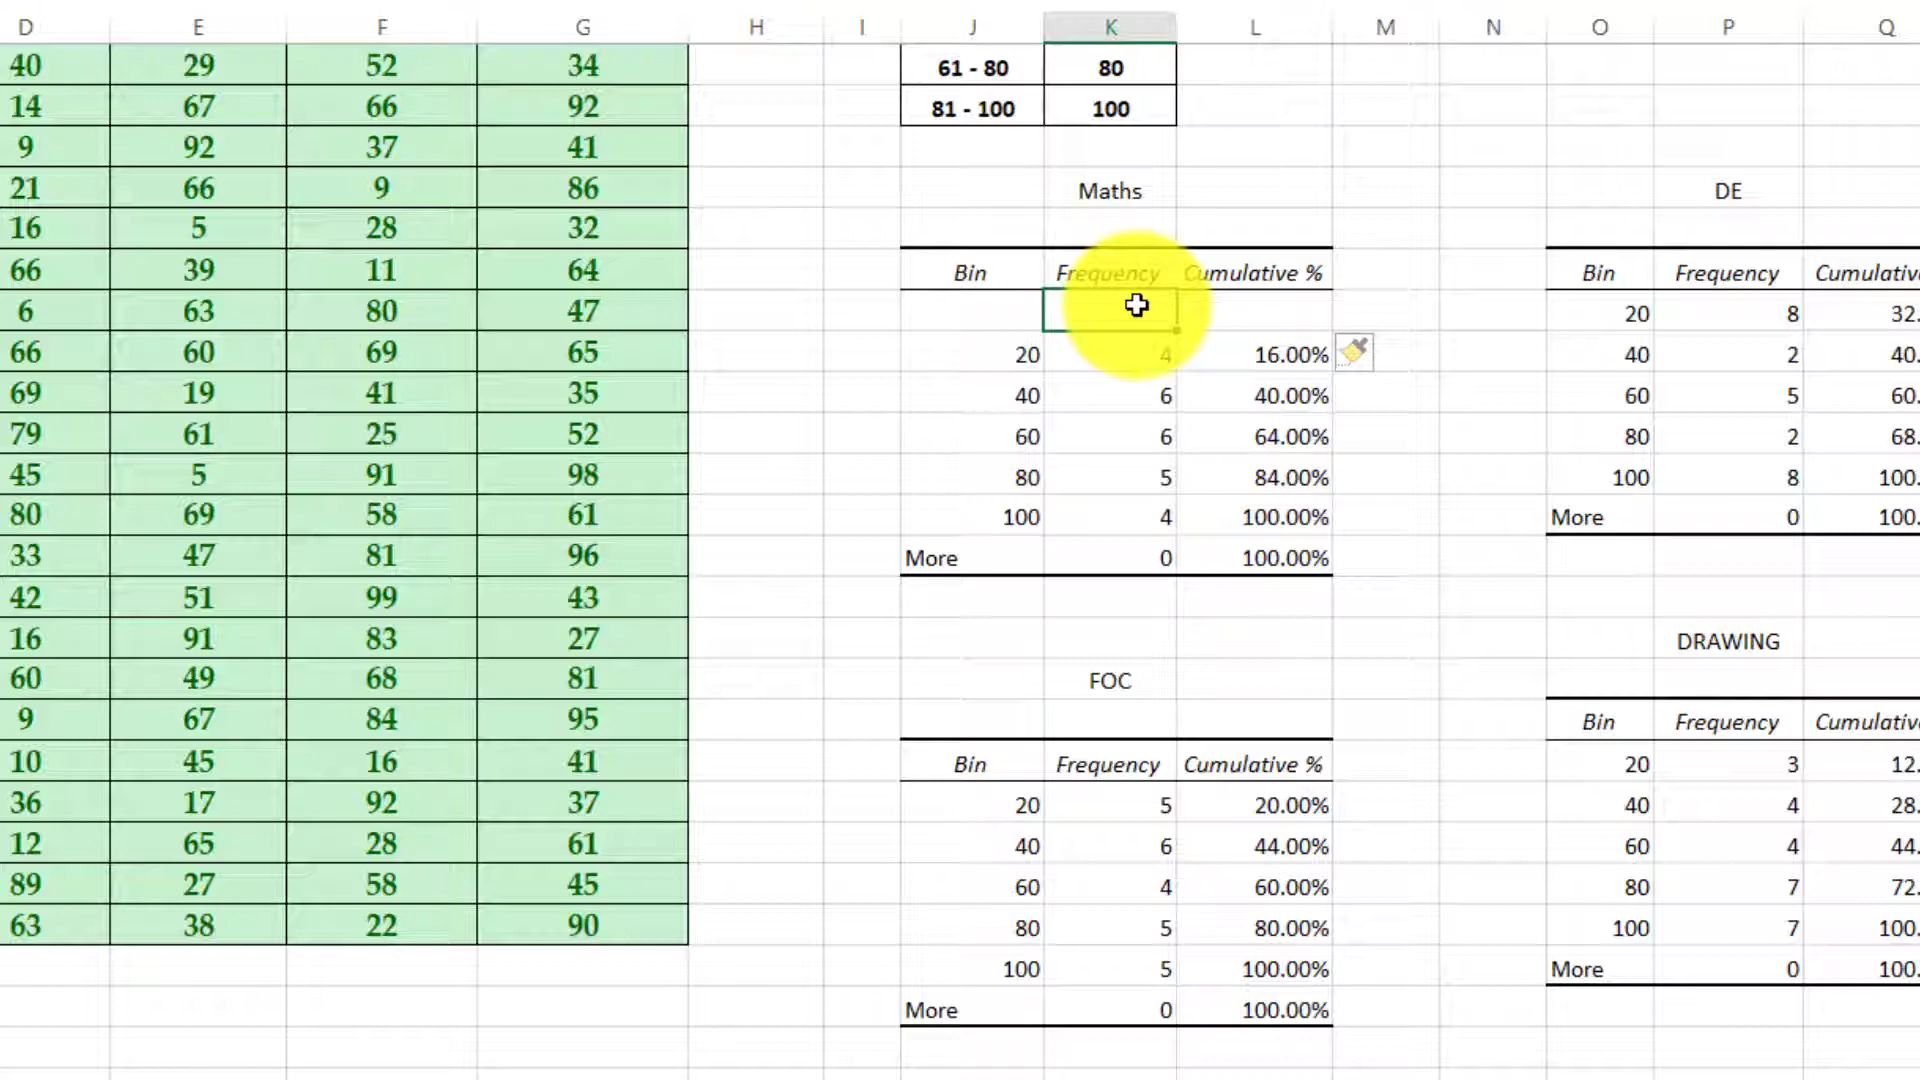 D E F G H I J K L M N O P Q
40 29 52 34 61 - 80 80
14 67 66 92 81 - 100 100
9 92 37 41
21 66 9 86 Maths DE
16 5 28 32
66 39 11 64 Bin Frequency Cumulative % Bin Frequency Cumulativ
6 63 80 47 20 8 32.
66 60 69 65 20 4 16.00% 40 2 40.
69 19 41 35 40 6 40.00% 60 5 60.
79 61 25 52 60 6 64.00% 80 2 68.
45 5 91 98 80 5 84.00% 100 8 100.
80 69 58 61 100 4 100.00% More 0 100.
33 47 81 96 More 0 100.00%
42 51 99 43
16 91 83 27 DRAWING
60 49 68 81 FOC
9 67 84 95 Bin Frequency Cumulativ
10 45 16 41 Bin Frequency Cumulative % 20 3 12.
36 17 92 37 20 5 20.00% 40 4 28.
12 65 28 61 40 6 44.00% 60 4 44.
89 27 58 45 60 4 60.00% 80 7 72.
63 38 22 90 80 5 80.00% 100 7 100.
100 5 100.00% More 0 100.
More 0 100.00%